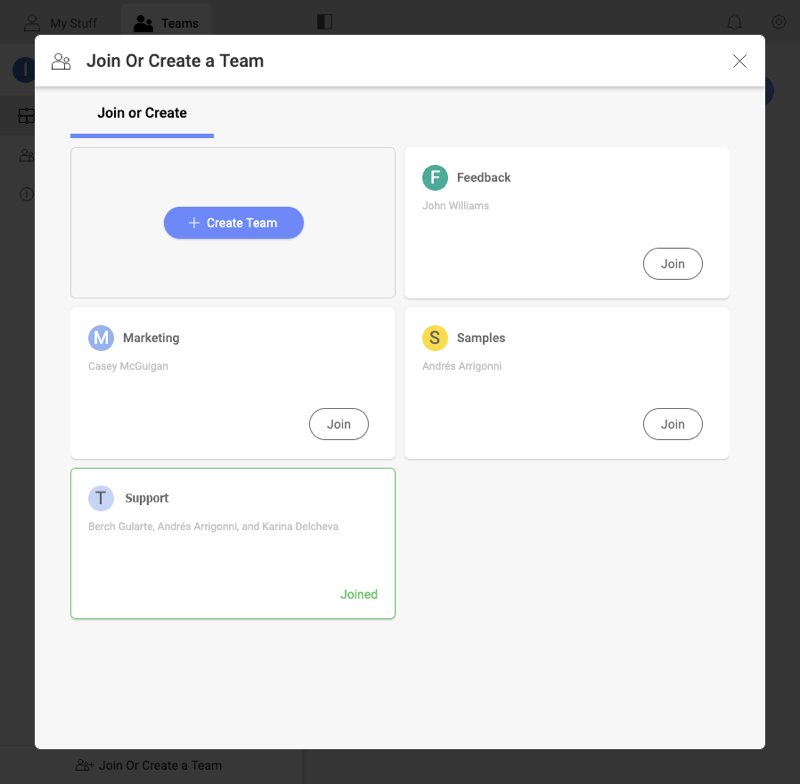 My Stuff
Teams
I
Join Or Create a Team
Join or Create
+ Create Team
F Feedback
John Williams
Join
M Marketing
Casey McGuigan
Join
S Samples
Andrés Arrigonni
Join
T Support
Berch Gularte, Andrés Arrigonni, and Karina Delcheva
Joined
Join Or Create a Team